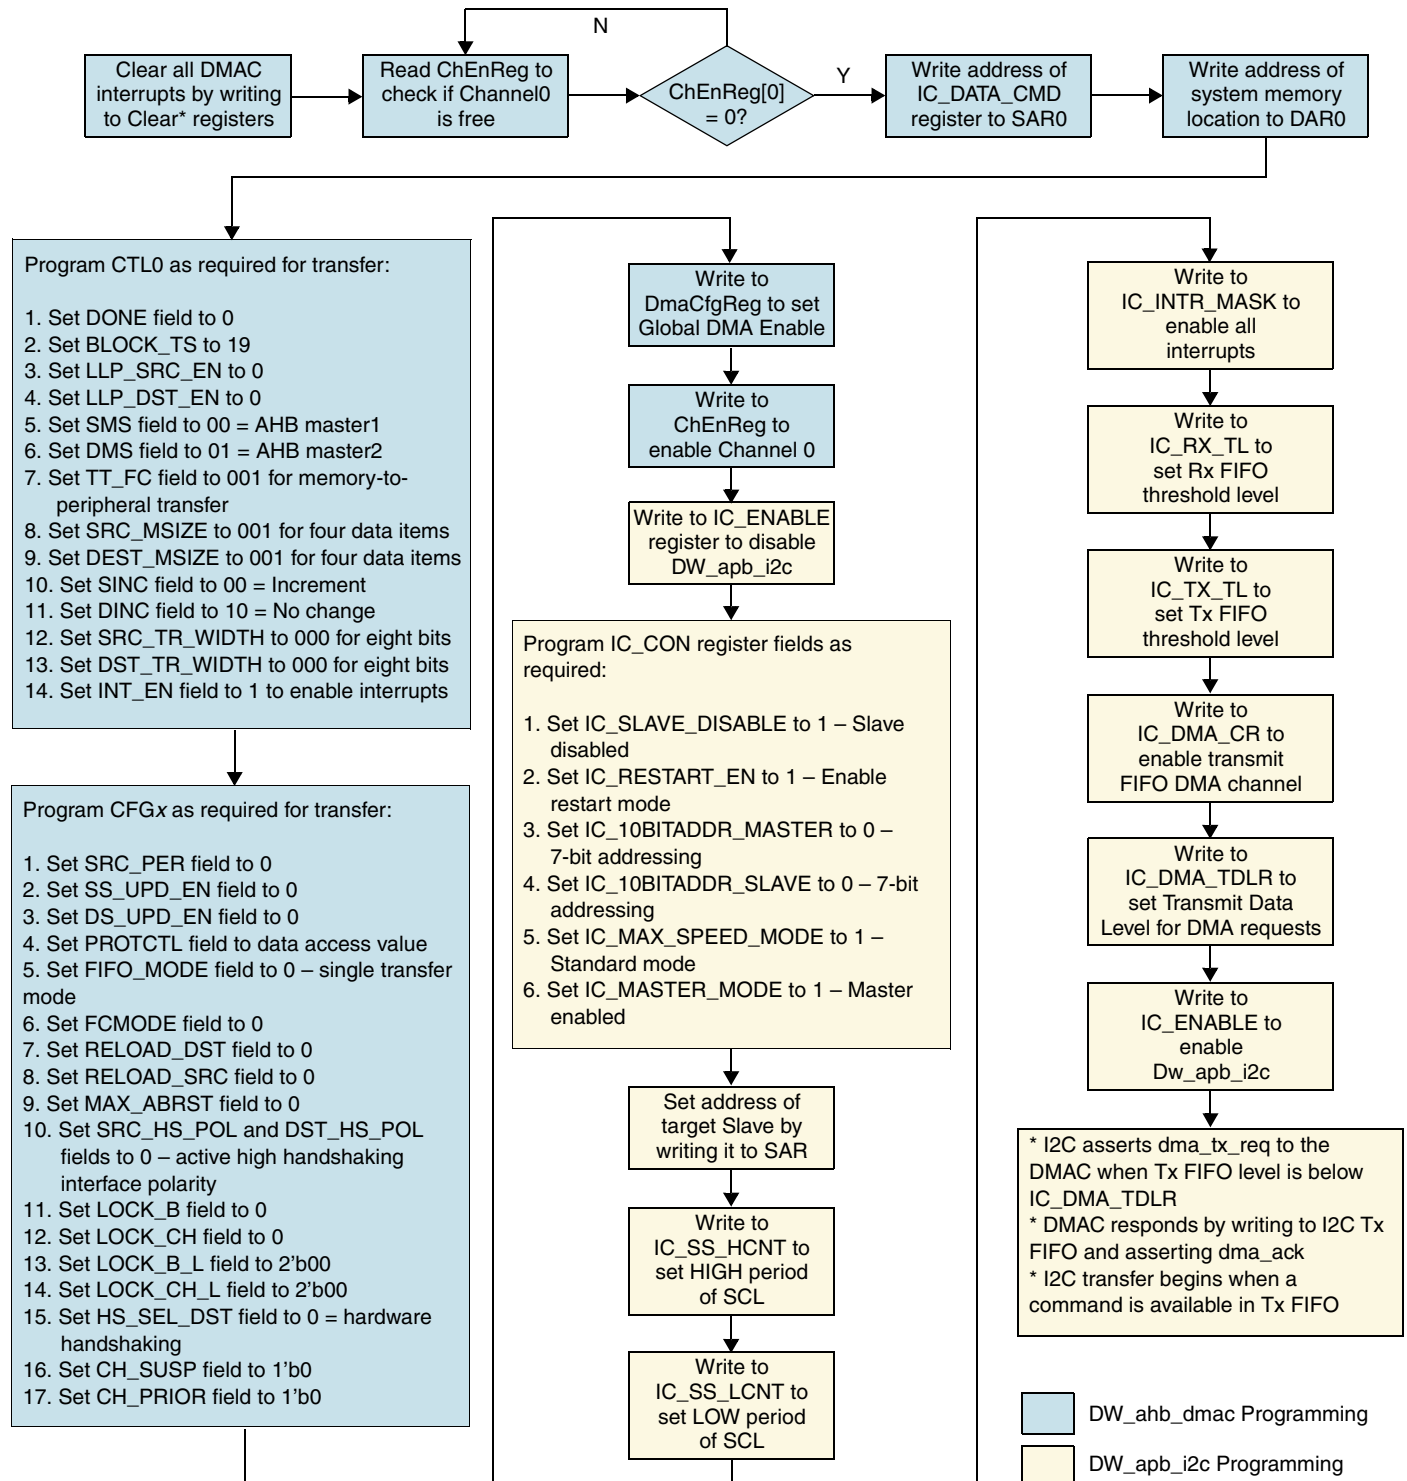 N
Clear all DMAC
interrupts by writing
to Clear* registers
Read ChEnReg to
check if Channel0
is free
ChEnReg[0]
= 0?
Y
Write address of
IC_DATA_CMD
register to SAR0
Write address of
system memory
location to DAR0
Program CTL0 as required for transfer:
1. Set DONE field to 0
2. Set BLOCK_TS to 19
3. Set LLP_SRC_EN to 0
4. Set LLP_DST_EN to 0
5. Set SMS field to 00 = AHB master1
6. Set DMS field to 01 = AHB master2
7. Set TT_FC field to 001 for memory-to-
peripheral transfer
8. Set SRC_MSIZE to 001 for four data items
9. Set DEST_MSIZE to 001 for four data items
10. Set SINC field to 00 = Increment
11. Set DINC field to 10 = No change
12. Set SRC_TR_WIDTH to 000 for eight bits
13. Set DST_TR_WIDTH to 000 for eight bits
14. Set INT_EN field to 1 to enable interrupts
Program CFGx as required for transfer:
1. Set SRC_PER field to 0
2. Set SS_UPD_EN field to 0
3. Set DS_UPD_EN field to 0
4. Set PROTCTL field to data access value
5. Set FIFO_MODE field to 0 – single transfer
mode
6. Set FCMODE field to 0
7. Set RELOAD_DST field to 0
8. Set RELOAD_SRC field to 0
9. Set MAX_ABRST field to 0
10. Set SRC_HS_POL and DST_HS_POL
fields to 0 – active high handshaking
interface polarity
11. Set LOCK_B field to 0
12. Set LOCK_CH field to 0
13. Set LOCK_B_L field to 2'b00
14. Set LOCK_CH_L field to 2'b00
15. Set HS_SEL_DST field to 0 = hardware
handshaking
16. Set CH_SUSP field to 1'b0
17. Set CH_PRIOR field to 1'b0
Write to
DmaCfgReg to set
Global DMA Enable
Write to
ChEnReg to
enable Channel 0
Write to IC_ENABLE
register to disable
DW_apb_i2c
Program IC_CON register fields as
required:
1. Set IC_SLAVE_DISABLE to 1 – Slave
disabled
2. Set IC_RESTART_EN to 1 – Enable
restart mode
3. Set IC_10BITADDR_MASTER to 0 –
7-bit addressing
4. Set IC_10BITADDR_SLAVE to 0 – 7-bit
addressing
5. Set IC_MAX_SPEED_MODE to 1 –
Standard mode
6. Set IC_MASTER_MODE to 1 – Master
enabled
Set address of
target Slave by
writing it to SAR
Write to
IC_SS_HCNT to
set HIGH period
of SCL
Write to
IC_SS_LCNT to
set LOW period
of SCL
Write to
IC_INTR_MASK to
enable all
interrupts
Write to
IC_RX_TL to
set Rx FIFO
threshold level
Write to
IC_TX_TL to
set Tx FIFO
threshold level
Write to
IC_DMA_CR to
enable transmit
FIFO DMA channel
Write to
IC_DMA_TDLR to
set Transmit Data
Level for DMA requests
Write to
IC_ENABLE to
enable
Dw_apb_i2c
* I2C asserts dma_tx_req to the
DMAC when Tx FIFO level is below
IC_DMA_TDLR
* DMAC responds by writing to I2C Tx
FIFO and asserting dma_ack
* I2C transfer begins when a
command is available in Tx FIFO
DW_ahb_dmac Programming
DW_apb_i2c Programming